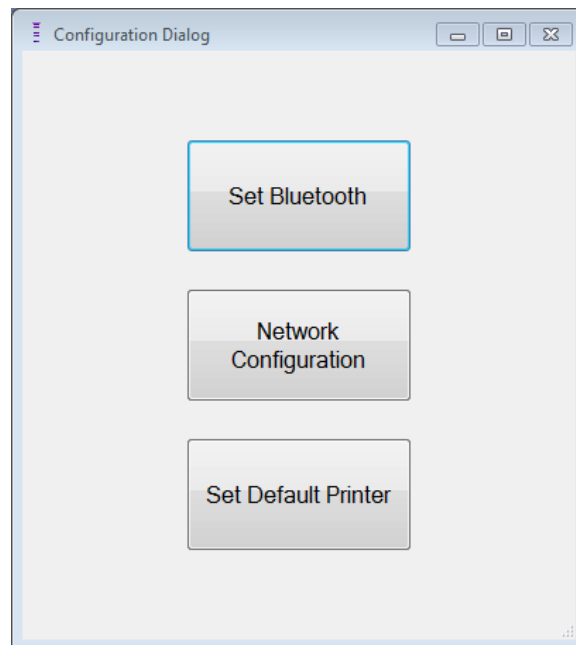 Configuration Dialog
Set Bluetooth
Network
Configuration
Set Default Printer